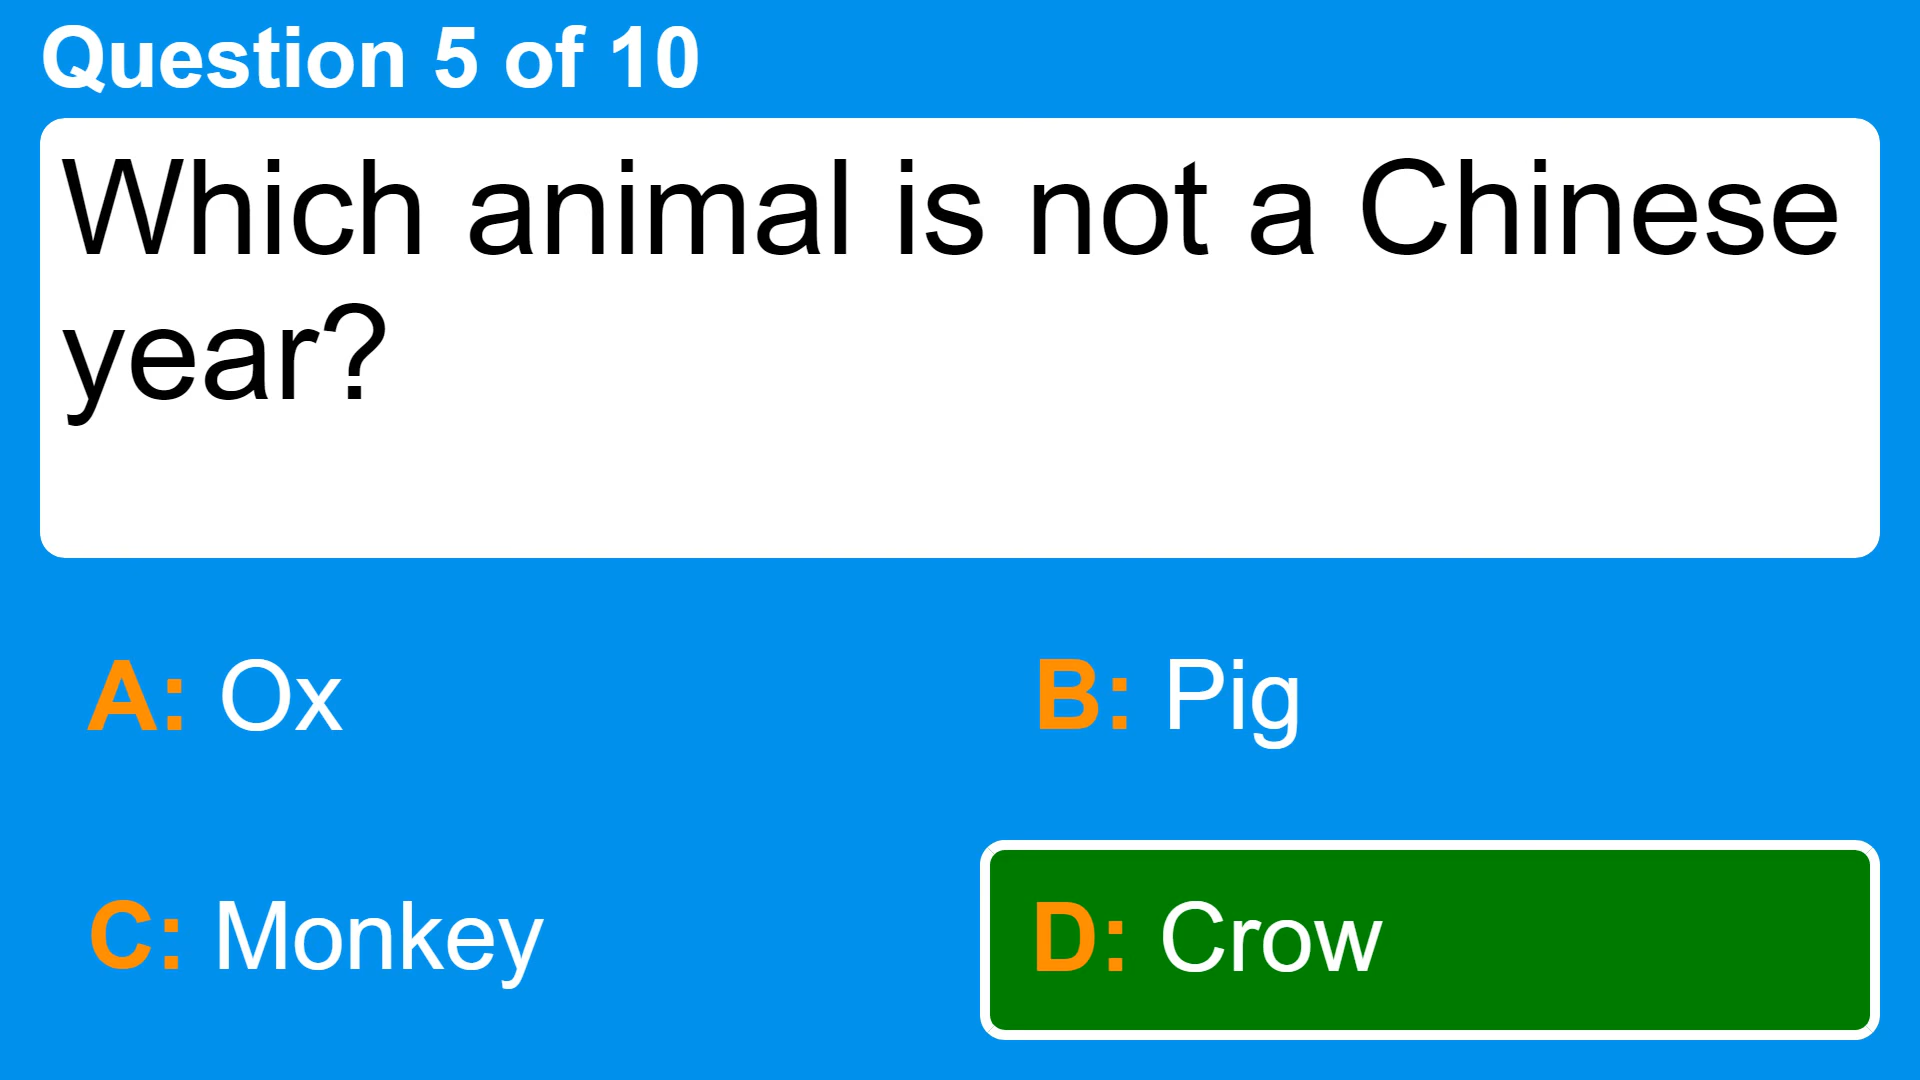 Question 5 of 10
Which animal is not a Chinese
year?
A: Ox
B: Pig
C: Monkey
D: Crow